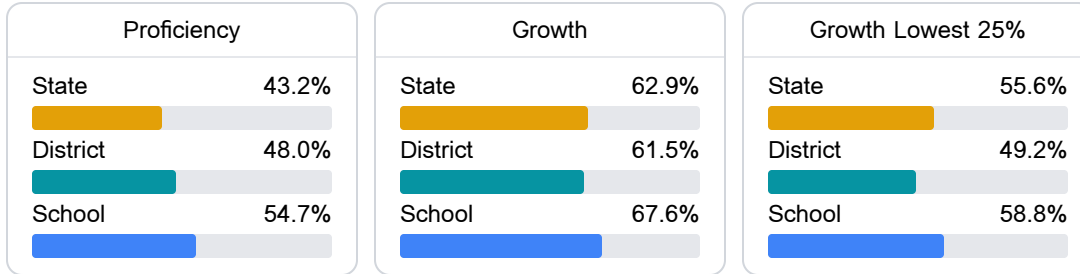 Proficiency
State 43.2%
District 48.0%
School 54.7%
Growth
State 62.9%
District 61.5%
School 67.6%
Growth Lowest 25%
State 55.6%
District 49.2%
School 58.8%